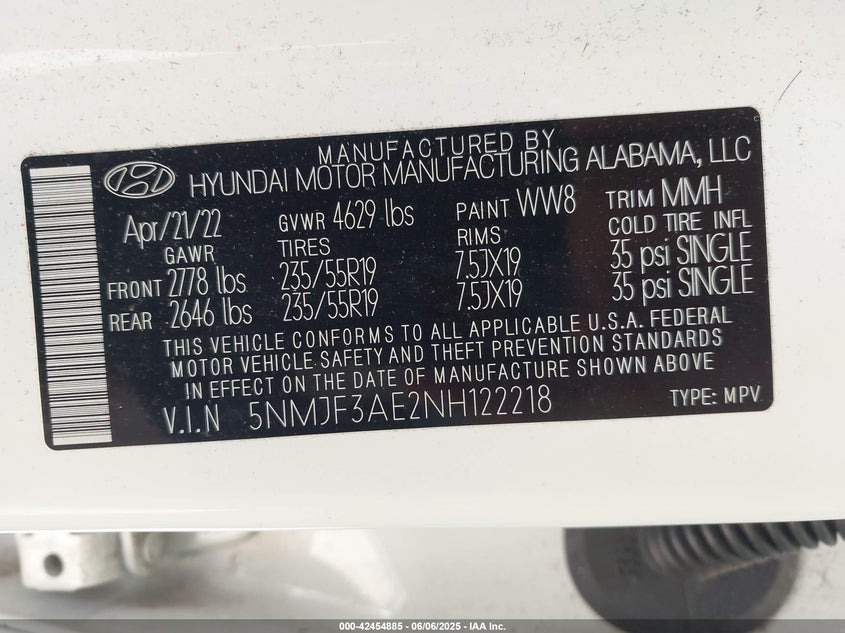 MANUFACTURED BY
HYUNDAI MOTOR MANUFACTURING ALABAMA, LLC
Apr/21/22 GVWR 4629 lbs PAINT WW8 TRIM MMH
GAWR TIRES RIMS COLD TIRE INFL
FRONT 2778 lbs 235/55R19 7.5JX19 35 psi SINGLE
REAR 2646 lbs 235/55R19 7.5JX19 35 psi SINGLE
THIS VEHICLE CONFORMS TO ALL APPLICABLE U.S.A. FEDERAL
MOTOR VEHICLE SAFETY AND THEFT PREVENTION STANDARDS
IN EFFECT ON THE DATE OF MANUFACTURE SHOWN ABOVE
V.I.N 5NMJF3AE2NH122218 TYPE: MPV
000-42454885 - 06/06/2025 - IAA Inc.